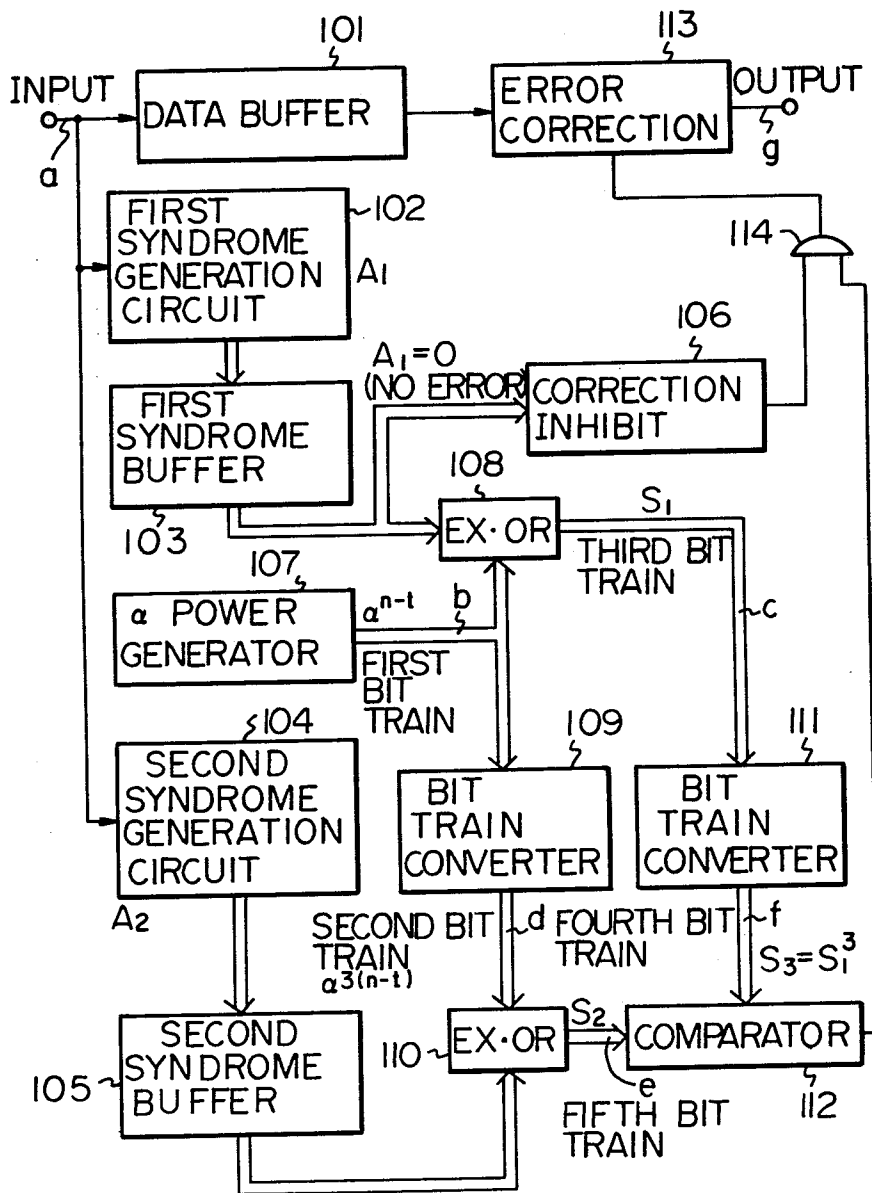 101
113
INPUT
OUTPUT
DATA BUFFER
ERROR
CORRECTION
a
g
102
FIRST
SYNDROME
GENERATION
CIRCUIT
A1
114
106
A1=0
(NO ERROR)
CORRECTION
INHIBIT
FIRST
SYNDROME
BUFFER
103
108
EX·OR
S1
THIRD BIT
TRAIN
107
α POWER
GENERATOR
α^n-t
b
c
FIRST
BIT
TRAIN
104
109
111
SECOND
SYNDROME
GENERATION
CIRCUIT
A2
BIT
TRAIN
CONVERTER
BIT
TRAIN
CONVERTER
SECOND BIT
TRAIN
α^3(n-t)
d
FOURTH BIT
TRAIN
f
S3=S1^3
SECOND
SYNDROME
BUFFER
105
110
EX·OR
S2
e
COMPARATOR
112
FIFTH BIT
TRAIN